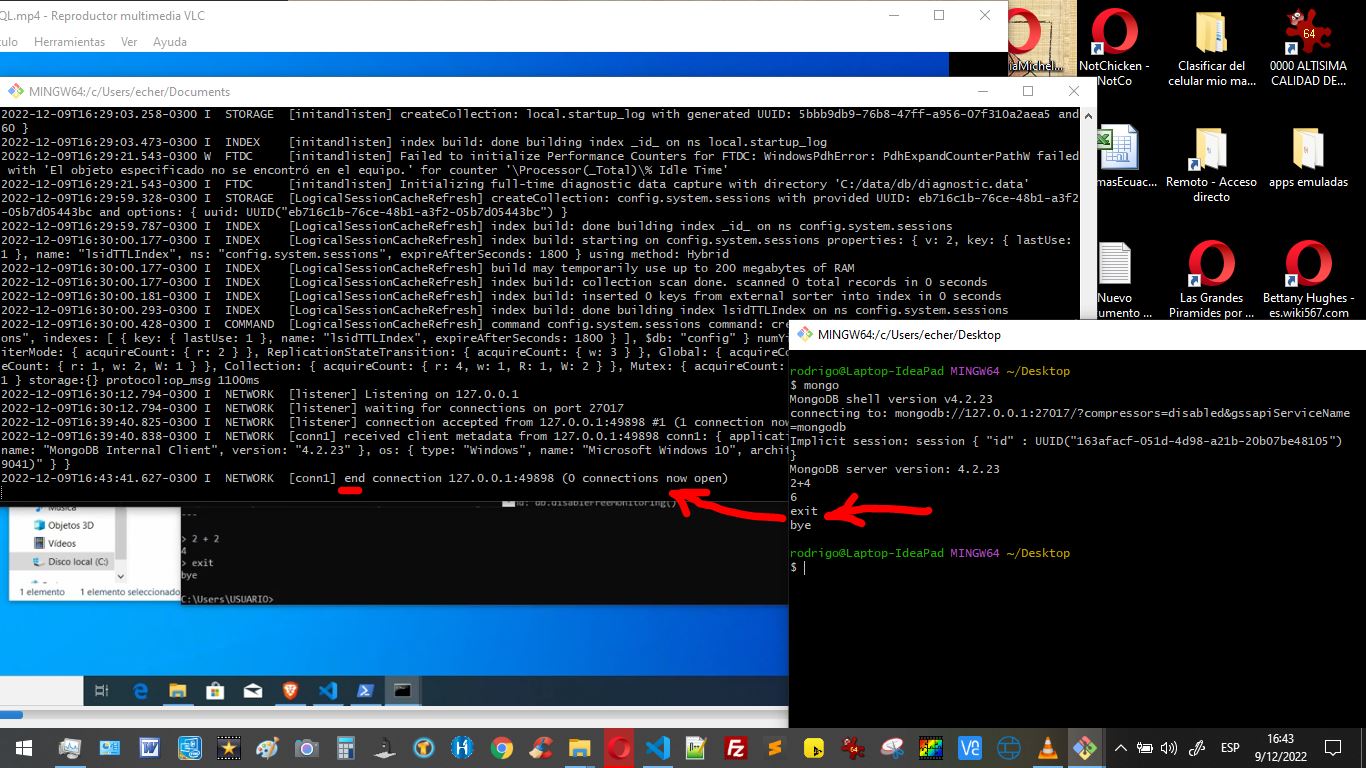 QL.mp4 - Reproductor multimedia VLC
ulo Herramientas Ver Ayuda
MINGW64:/c/Users/echer/Documents
2022-12-09T16:29:03.258-0300 I STORAGE [initandlisten] createCollection: local.startup_log with generated UUID: 5bbb9db9-76b8-47ff-a956-07f310a2aea5 and
60 }
2022-12-09T16:29:03.473-0300 I INDEX [initandlisten] index build: done building index _id_ on ns local.startup_log
2022-12-09T16:29:21.543-0300 W FTDC [initandlisten] Failed to initialize Performance Counters for FTDC: WindowsPdhError: PdhExpandCounterPathW failed
with 'El objeto especificado no se encontró en el equipo.' for counter '\Processor(_Total)\% Idle Time'
2022-12-09T16:29:21.543-0300 I FTDC [initandlisten] Initializing full-time diagnostic data capture with directory 'C:/data/db/diagnostic.data'
2022-12-09T16:29:59.328-0300 I STORAGE [LogicalSessionCacheRefresh] createCollection: config.system.sessions with provided UUID: eb716c1b-76ce-48b1-a3f2
-05b7d05443bc and options: { uuid: UUID("eb716c1b-76ce-48b1-a3f2-05b7d05443bc") }
2022-12-09T16:29:59.787-0300 I INDEX [LogicalSessionCacheRefresh] index build: done building index _id_ on ns config.system.sessions
2022-12-09T16:30:00.177-0300 I INDEX [LogicalSessionCacheRefresh] index build: starting on config.system.sessions properties: { v: 2, key: { lastUse:
1 }, name: "lsidTTLIndex", ns: "config.system.sessions", expireAfterSeconds: 1800 } using method: Hybrid
2022-12-09T16:30:00.177-0300 I INDEX [LogicalSessionCacheRefresh] build may temporarily use up to 200 megabytes of RAM
2022-12-09T16:30:00.177-0300 I INDEX [LogicalSessionCacheRefresh] index build: collection scan done. scanned 0 total records in 0 seconds
2022-12-09T16:30:00.181-0300 I INDEX [LogicalSessionCacheRefresh] index build: inserted 0 keys from external sorter into index in 0 seconds
2022-12-09T16:30:00.293-0300 I INDEX [LogicalSessionCacheRefresh] index build: done building index lsidTTLIndex on ns config.system.sessions
2022-12-09T16:30:00.428-0300 I COMMAND [LogicalSessionCacheRefresh] command config.system.sessions command: cre
ons", indexes: [ { key: { lastUse: 1 }, name: "lsidTTLIndex", expireAfterSeconds: 1800 } ], $db: "config" } numYi
iterMode: { acquireCount: { r: 2 } }, ReplicationStateTransition: { acquireCount: { w: 3 } }, Global: { acquireCo
eCount: { r: 1, w: 2, W: 1 } }, Collection: { acquireCount: { r: 4, w: 1, R: 1, W: 2 } }, Mutex: { acquireCount:
1 } storage:{} protocol:op_msg 1100ms
2022-12-09T16:30:12.794-0300 I NETWORK [listener] Listening on 127.0.0.1
2022-12-09T16:30:12.794-0300 I NETWORK [listener] waiting for connections on port 27017
2022-12-09T16:39:40.825-0300 I NETWORK [listener] connection accepted from 127.0.0.1:49898 #1 (1 connection now
2022-12-09T16:39:40.838-0300 I NETWORK [conn1] received client metadata from 127.0.0.1:49898 conn1: { applicat
name: "MongoDB Internal Client", version: "4.2.23" }, os: { type: "Windows", name: "Microsoft Windows 10", archi
9041)" } }
2022-12-09T16:43:41.627-0300 I NETWORK [conn1] end connection 127.0.0.1:49898 (0 connections now open)
Música
Objetos 3D
Vídeos
Disco local (C:)
1 elemento 1 elemento seleccionado
db.disableFreeMonitoring()
---
> 2 + 2
4
> exit
bye
C:\Users\USUARIO>
MINGW64:/c/Users/echer/Desktop
rodrigo@Laptop-IdeaPad MINGW64 ~/Desktop
$ mongo
MongoDB shell version v4.2.23
connecting to: mongodb://127.0.0.1:27017/?compressors=disabled&gssapiServiceName
=mongodb
Implicit session: session { "id" : UUID("163afacf-051d-4d98-a21b-20b07be48105")
}
MongoDB server version: 4.2.23
2+4
6
exit
bye
rodrigo@Laptop-IdeaPad MINGW64 ~/Desktop
$
iaMichel...
NotChicken -
NotCo
Clasificar del
celular mio ma...
64
0000 ALTISIMA
CALIDAD DE...
masEcuac...
Remoto - Acceso
directo
apps emuladas
Nuevo
umento ...
Las Grandes
Piramides por ...
Bettany Hughes -
es.wiki567.com
ESP
16:43
9/12/2022